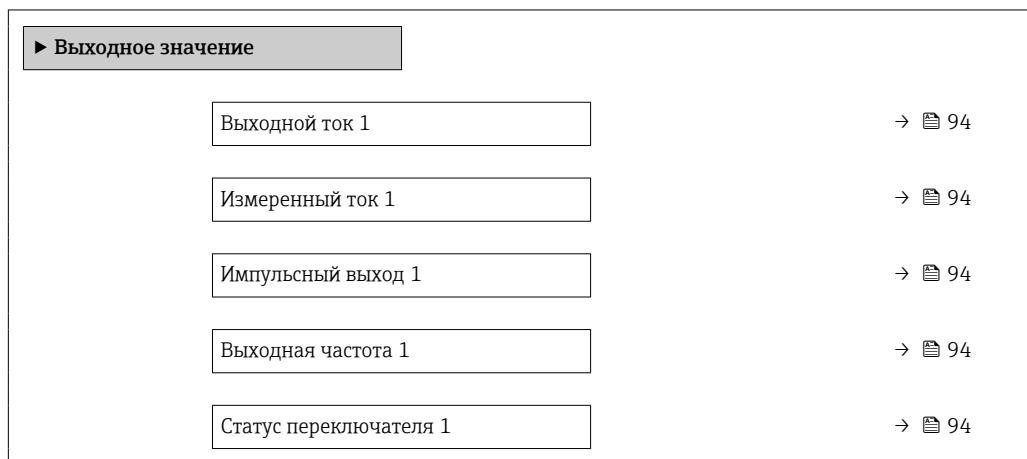 ▶ Выходное значение
Выходной ток 1 → 94
Измеренный ток 1 → 94
Импульсный выход 1 → 94
Выходная частота 1 → 94
Статус переключателя 1 → 94